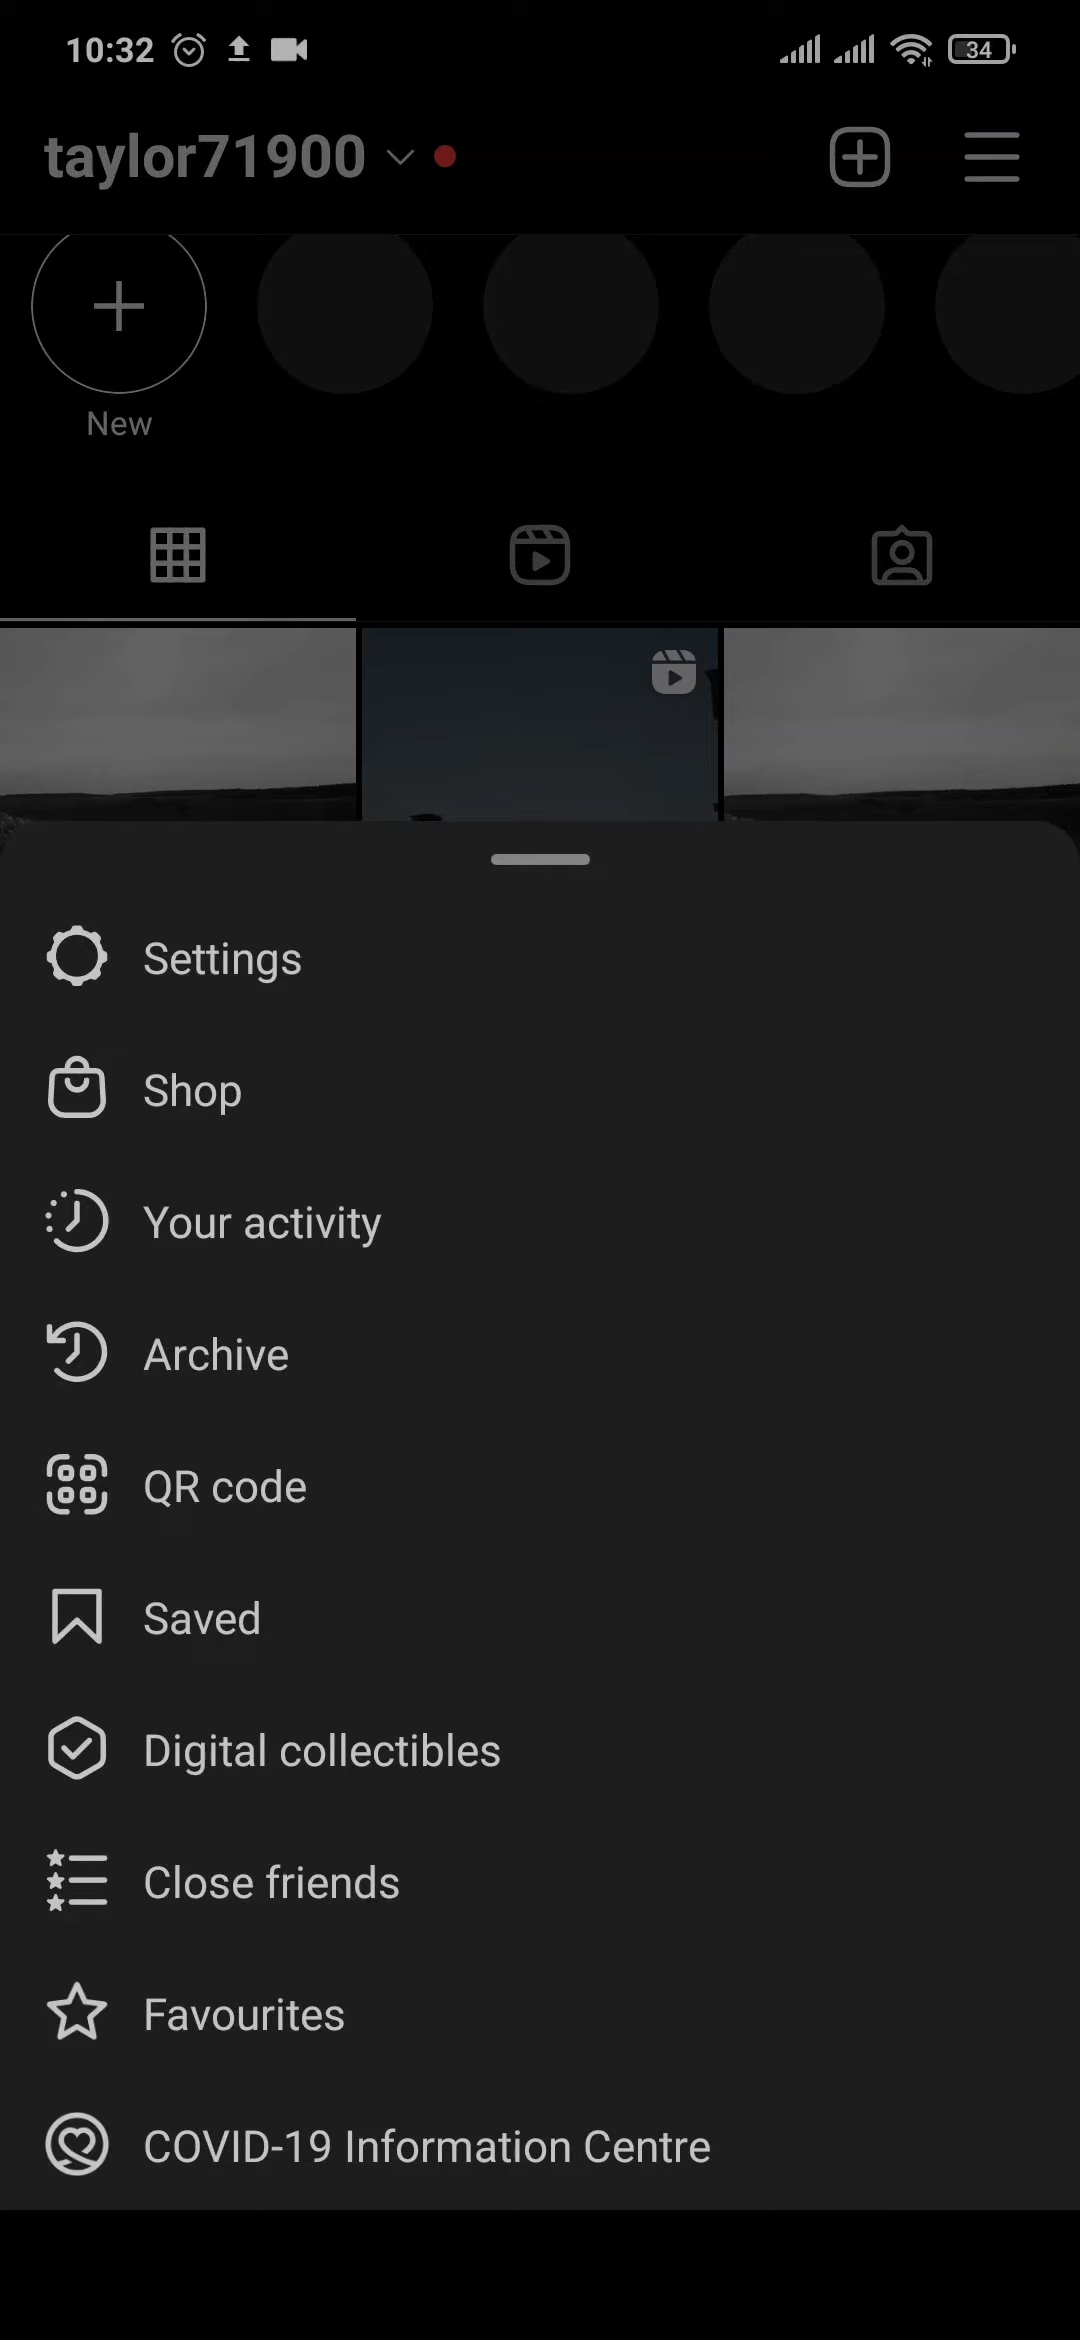 10:32 34
taylor71900
New
Settings
Shop
Your activity
Archive
QR code
Saved
Digital collectibles
Close friends
Favourites
COVID-19 Information Centre